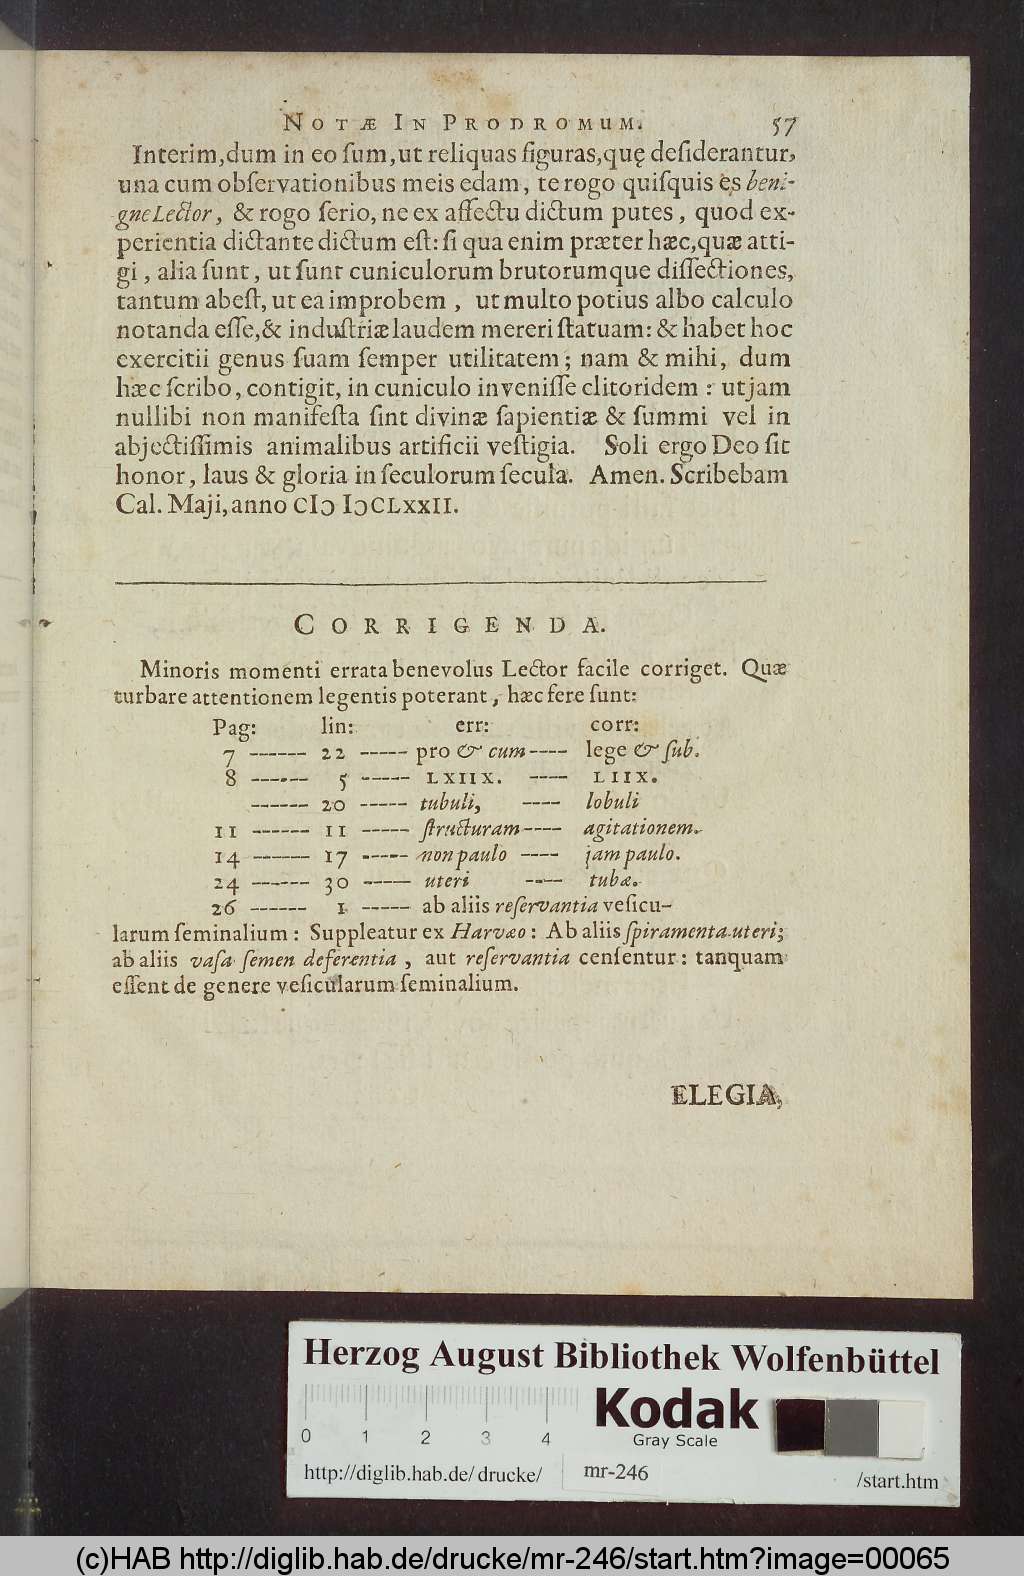 NOTÆ IN PRODROMUM. 57
Interim, dum in eo ſum, ut reliquas figuras, quę deſiderantur,
una cum obſervationibus meis edam, te rogo quiſquis es beni-
gne Lector, & rogo ſerio, ne ex affectu dictum putes, quod ex-
perientia dictante dictum eſt: ſi qua enim præter hæc, quæ atti-
gi, alia ſunt, ut ſunt cuniculorum brutorumque diſſectiones,
tantum abeſt, ut ea improbem, ut multo potius albo calculo
notanda eſſe, & induſtriæ laudem mereri ſtatuam: & habet hoc
exercitii genus ſuam ſemper utilitatem; nam & mihi, dum
hæc ſcribo, contigit, in cuniculo inveniſſe clitoridem: ut jam
nullibi non manifeſta ſint divinæ ſapientiæ & ſummi vel in
abjectiſſimis animalibus artificii veſtigia. Soli ergo Deo ſit
honor, laus & gloria in ſeculorum ſecula. Amen. Scribebam
Cal. Maji, anno CIↃ IↃCLXXII.
CORRIGENDA.
Minoris momenti errata benevolus Lector facile corriget. Quæ
turbare attentionem legentis poterant, hæc fere ſunt:
Pag: lin: err: corr:
7 ------ 22 ----- pro & cum ---- lege & ſub.
8 ------ 5 ----- LXIIX. ---- LIIX.
------ 20 ----- tubuli, ---- lobuli
11 ------ 11 ----- ſtructuram ---- agitationem.
14 ------ 17 ----- non paulo ---- jam paulo.
24 ------ 30 ----- uteri ---- tubæ.
26 ------ 1 ----- ab aliis reſervantia veſicu-
larum ſeminalium: Suppleatur ex Harvæo: Ab aliis ſpiramenta uteri;
ab aliis vaſa ſemen deferentia, aut reſervantia cenſentur: tanquam
eſſent de genere veſicularum ſeminalium.
ELEGIA,
Herzog August Bibliothek Wolfenbüttel
Kodak
Gray Scale
0 1 2 3 4
http://diglib.hab.de/drucke/ mr-246 /start.htm
(c)HAB http://diglib.hab.de/drucke/mr-246/start.htm?image=00065